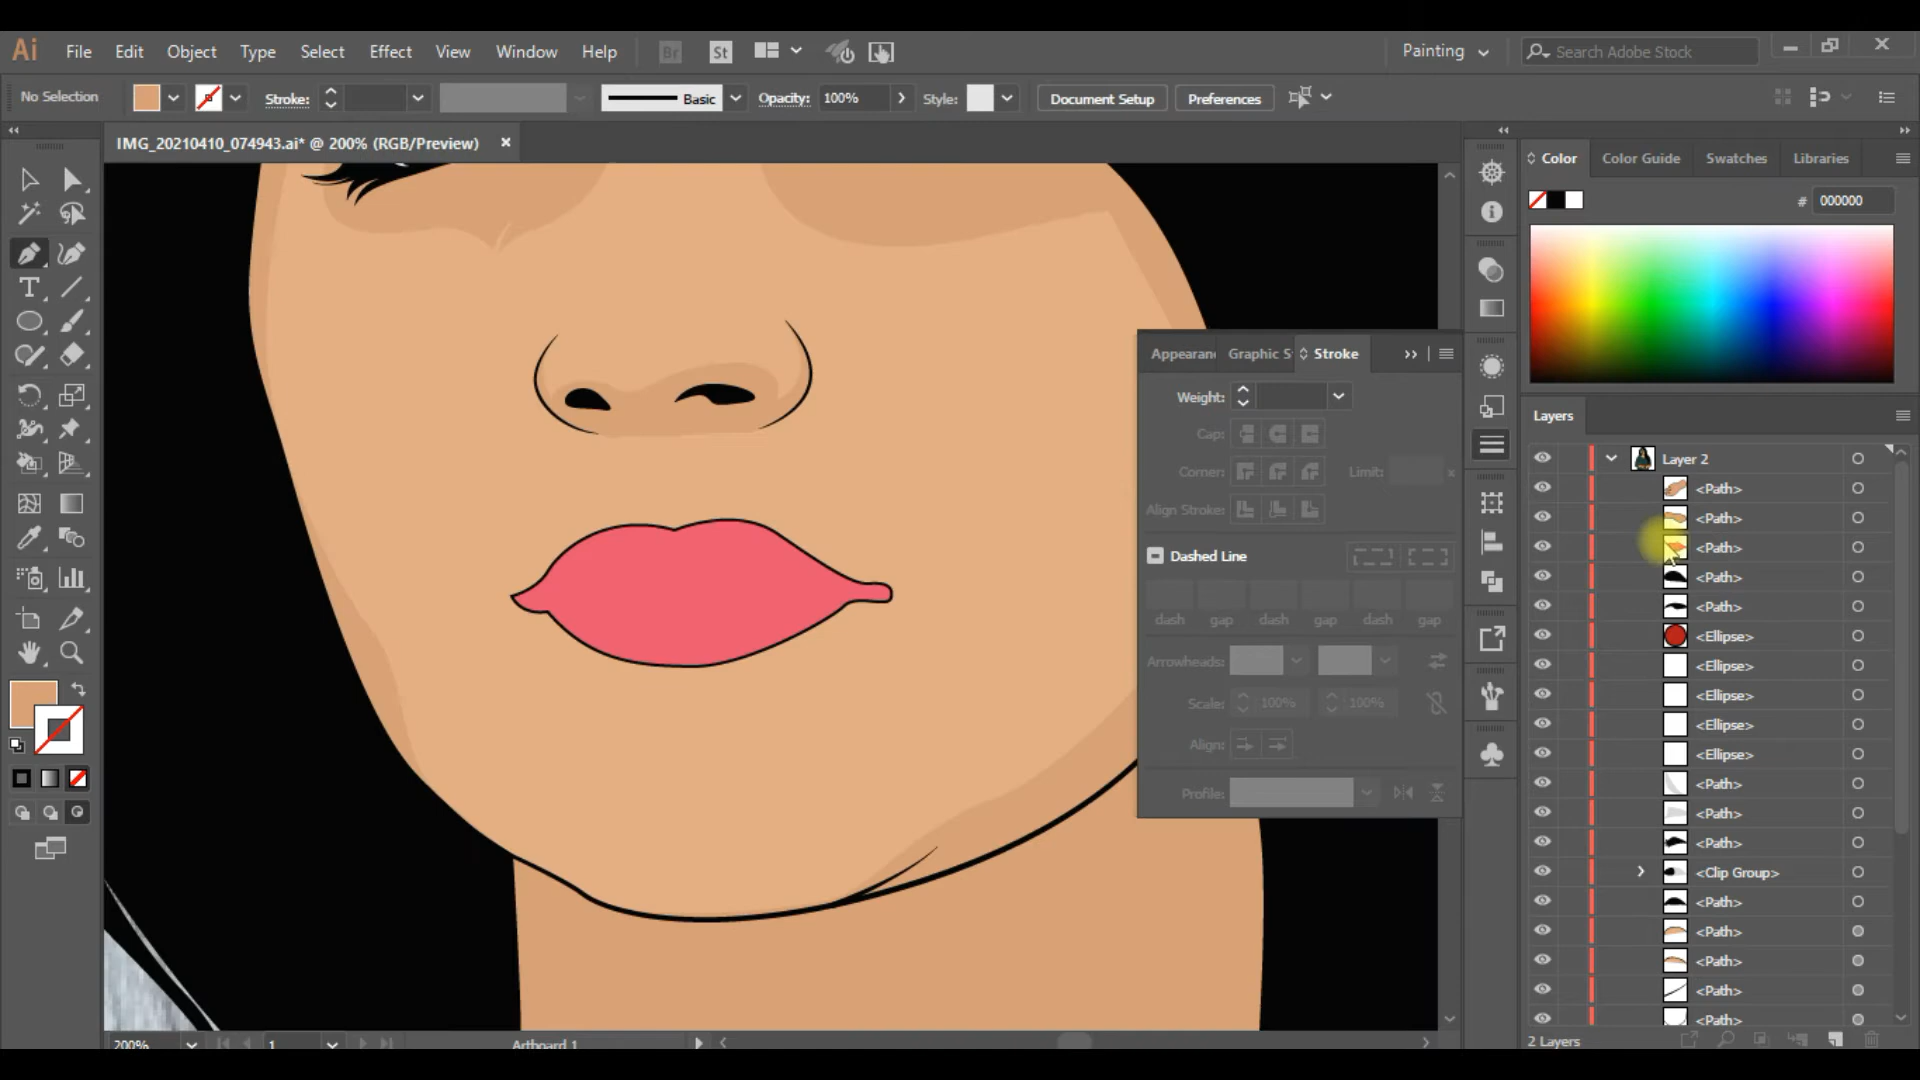 Ai File Edit Object Type Select Effect View Window Help Br St Painting Search Adobe Stock
No Selection Stroke: Basic Opacity: 100% Style: Document Setup Preferences
IMG_20210410_074943.ai* @ 200% (RGB/Preview) ×
Color Color Guide Swatches Libraries
# 000000
Appearan Graphic S Stroke
Weight:
Cap:
Corner: Limit: x
Align Stroke:
Dashed Line
dash gap dash gap dash gap
Arrowheads:
Scale: 100% 100%
Align:
Profile:
Layers
Layer 2
<Path>
<Path>
<Path>
<Path>
<Path>
<Ellipse>
<Ellipse>
<Ellipse>
<Ellipse>
<Ellipse>
<Path>
<Path>
<Path>
<Clip Group>
<Path>
<Path>
<Path>
<Path>
<Path>
2 Layers
200% 1 Artboard 1